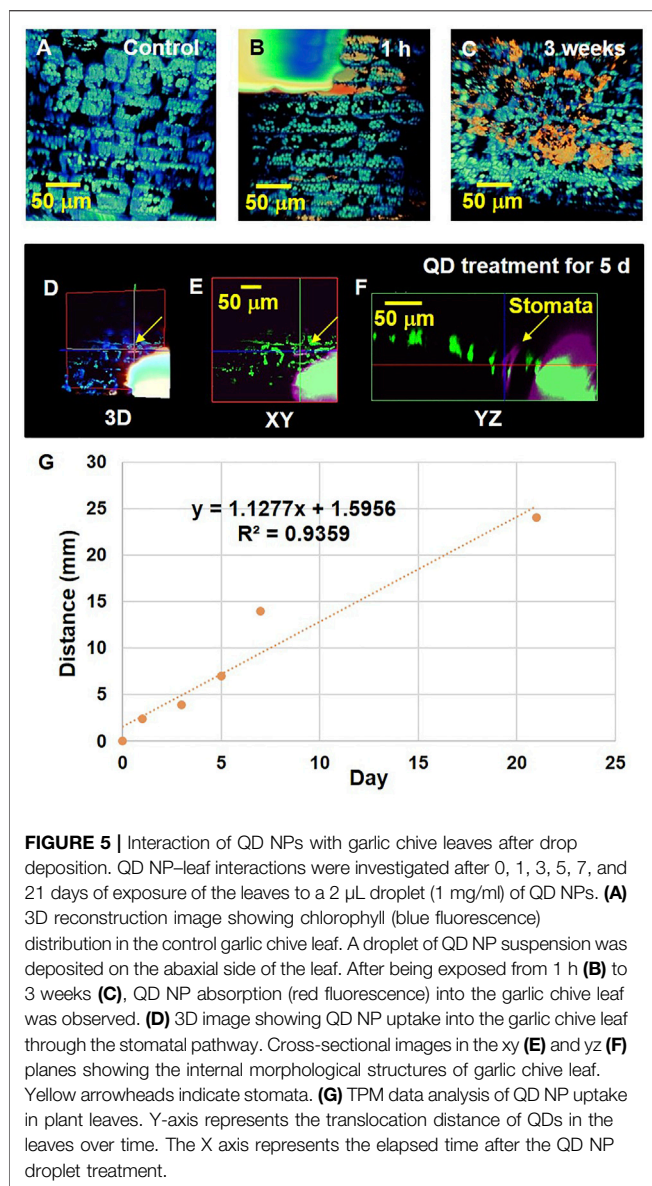 A Control
B 1 h
C 3 weeks
50 µm
50 µm
50 µm
QD treatment for 5 d
D
E
F
50 µm
50 µm
Stomata
3D
XY
YZ
G
30
25
20
15
10
5
0
Distance (mm)
y = 1.1277x + 1.5956
R² = 0.9359
0 5 10 15 20 25
Day
FIGURE 5 | Interaction of QD NPs with garlic chive leaves after drop
deposition. QD NP–leaf interactions were investigated after 0, 1, 3, 5, 7, and
21 days of exposure of the leaves to a 2 µL droplet (1 mg/ml) of QD NPs. (A)
3D reconstruction image showing chlorophyll (blue fluorescence)
distribution in the control garlic chive leaf. A droplet of QD NP suspension was
deposited on the abaxial side of the leaf. After being exposed from 1 h (B) to
3 weeks (C), QD NP absorption (red fluorescence) into the garlic chive leaf
was observed. (D) 3D image showing QD NP uptake into the garlic chive leaf
through the stomatal pathway. Cross-sectional images in the xy (E) and yz (F)
planes showing the internal morphological structures of garlic chive leaf.
Yellow arrowheads indicate stomata. (G) TPM data analysis of QD NP uptake
in plant leaves. Y-axis represents the translocation distance of QDs in the
leaves over time. The X axis represents the elapsed time after the QD NP
droplet treatment.